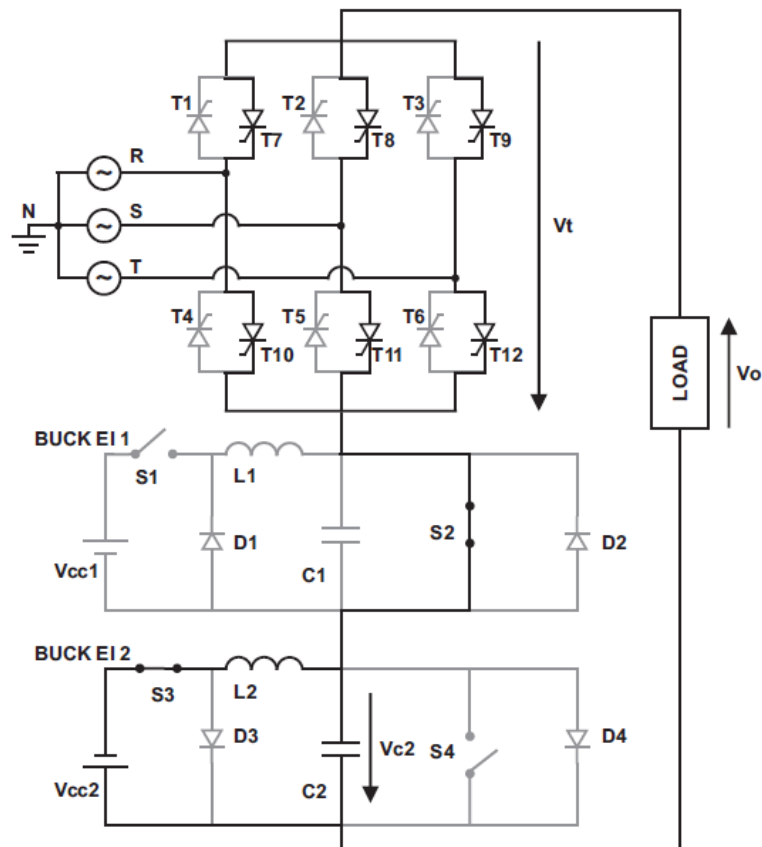 T1
T2
T3
T7
T8
T9
R
N
S
T
Vt
T4
T5
T6
T10
T11
T12
LOAD
Vo
BUCK EI 1
S1
L1
S2
D1
D2
Vcc1
C1
BUCK EI 2
S3
L2
D3
Vc2
S4
D4
Vcc2
C2